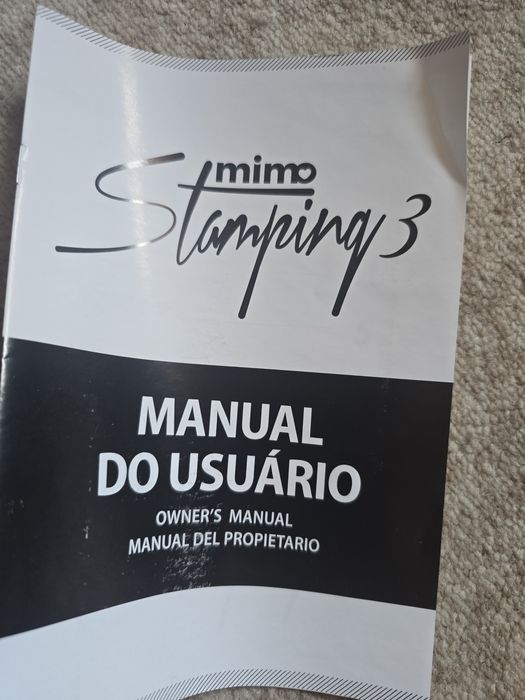 mimo
Stamping 3
MANUAL
DO USUÁRIO
OWNER'S MANUAL
MANUAL DEL PROPIETARIO